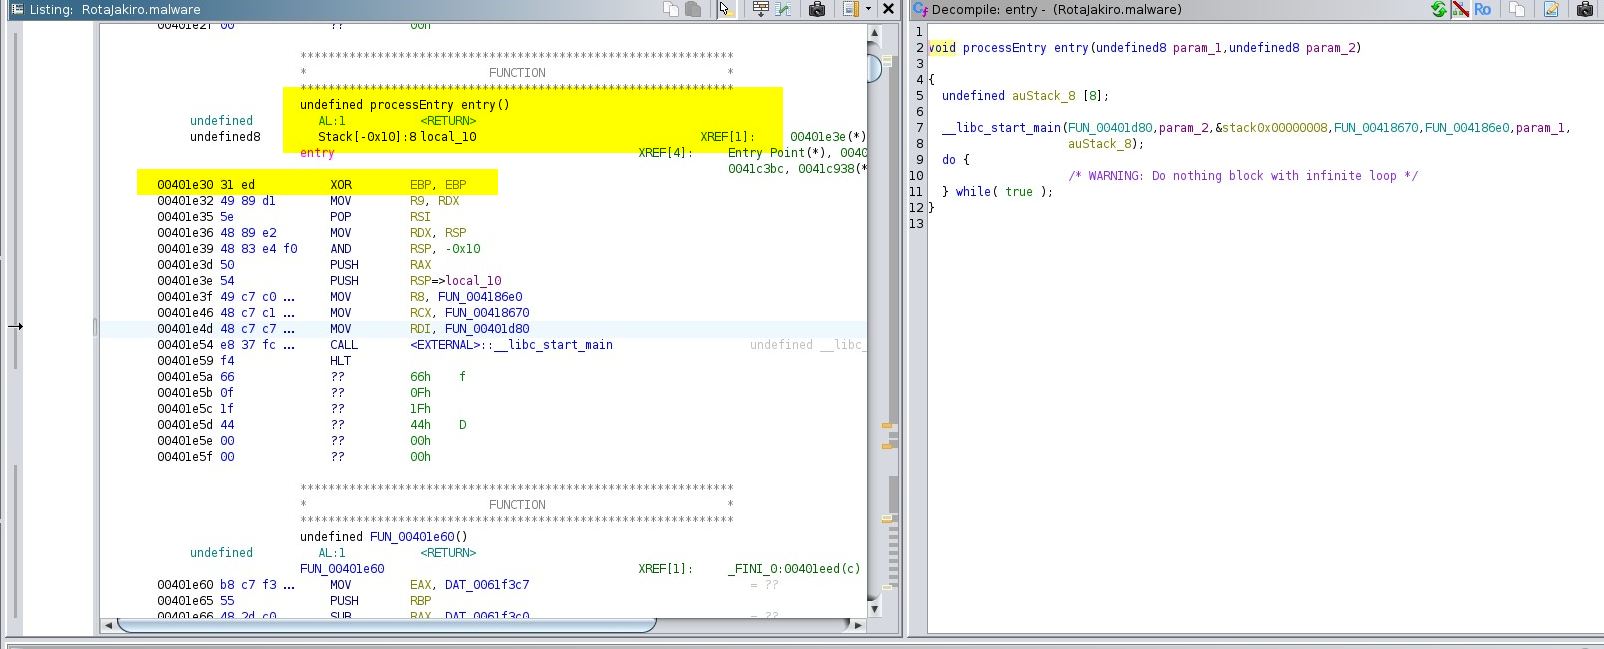 Listing: RotaJakiro.malware
00401e2f 00 ?? 00h
**************************************************************
* FUNCTION *
**************************************************************
undefined processEntry entry()
undefined AL:1 <RETURN>
undefined8 Stack[-0x10]:8 local_10 XREF[1]: 00401e3e(*)
entry XREF[4]: Entry Point(*), 0040
0041c3bc, 0041c938(*
00401e30 31 ed XOR EBP, EBP
00401e32 49 89 d1 MOV R9, RDX
00401e35 5e POP RSI
00401e36 48 89 e2 MOV RDX, RSP
00401e39 48 83 e4 f0 AND RSP, -0x10
00401e3d 50 PUSH RAX
00401e3e 54 PUSH RSP=>local_10
00401e3f 49 c7 c0 ... MOV R8, FUN_004186e0
00401e46 48 c7 c1 ... MOV RCX, FUN_00418670
00401e4d 48 c7 c7 ... MOV RDI, FUN_00401d80
00401e54 e8 37 fc ... CALL <EXTERNAL>::__libc_start_main undefined __libc_
00401e59 f4 HLT
00401e5a 66 ?? 66h f
00401e5b 0f ?? 0Fh
00401e5c 1f ?? 1Fh
00401e5d 44 ?? 44h D
00401e5e 00 ?? 00h
00401e5f 00 ?? 00h
**************************************************************
* FUNCTION *
**************************************************************
undefined FUN_00401e60()
undefined AL:1 <RETURN>
FUN_00401e60 XREF[1]: _FINI_0:00401eed(c)
00401e60 b8 c7 f3 ... MOV EAX, DAT_0061f3c7 = ??
00401e65 55 PUSH RBP
00401e66 48 2d c0 ... SUB RAX, DAT_0061f3c0 = ??
Decompile: entry - (RotaJakiro.malware)
Ro
1
2 void processEntry entry(undefined8 param_1,undefined8 param_2)
3
4 {
5 undefined auStack_8 [8];
6
7 __libc_start_main(FUN_00401d80,param_2,&stack0x00000008,FUN_00418670,FUN_004186e0,param_1,
8 auStack_8);
9 do {
10 /* WARNING: Do nothing block with infinite loop */
11 } while( true );
12 }
13